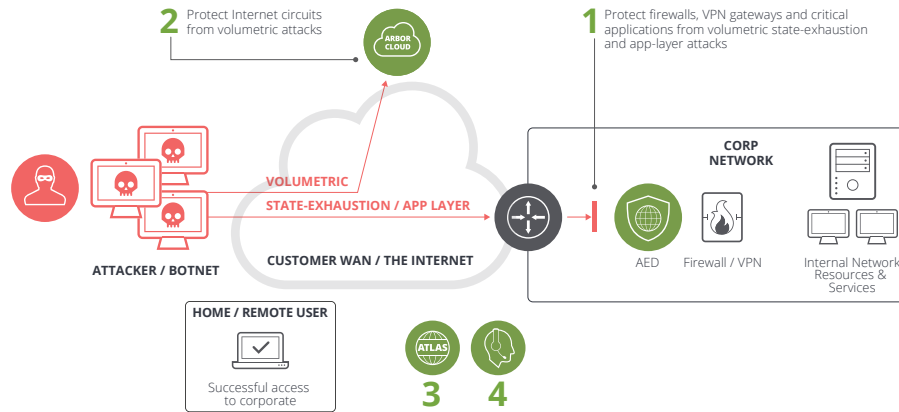 2
Protect Internet circuits
from volumetric attacks
ARBOR
CLOUD
1
Protect firewalls, VPN gateways and critical
applications from volumetric state-exhaustion
and app-layer attacks
CORP
NETWORK
VOLUMETRIC
STATE-EXHAUSTION / APP LAYER
ATTACKER / BOTNET
CUSTOMER WAN / THE INTERNET
AED
Firewall / VPN
Internal Network
Resources &
Services
HOME / REMOTE USER
Successful access
to corporate
ATLAS
3
4